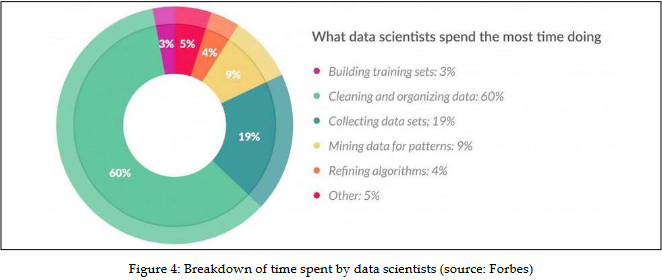 What data scientists spend the most time doing
Building training sets: 3%
Cleaning and organizing data: 60%
Collecting data sets; 19%
Mining data for patterns: 9%
Refining algorithms: 4%
Other: 5%
3%
5%
4%
9%
19%
60%
Figure 4: Breakdown of time spent by data scientists (source: Forbes)